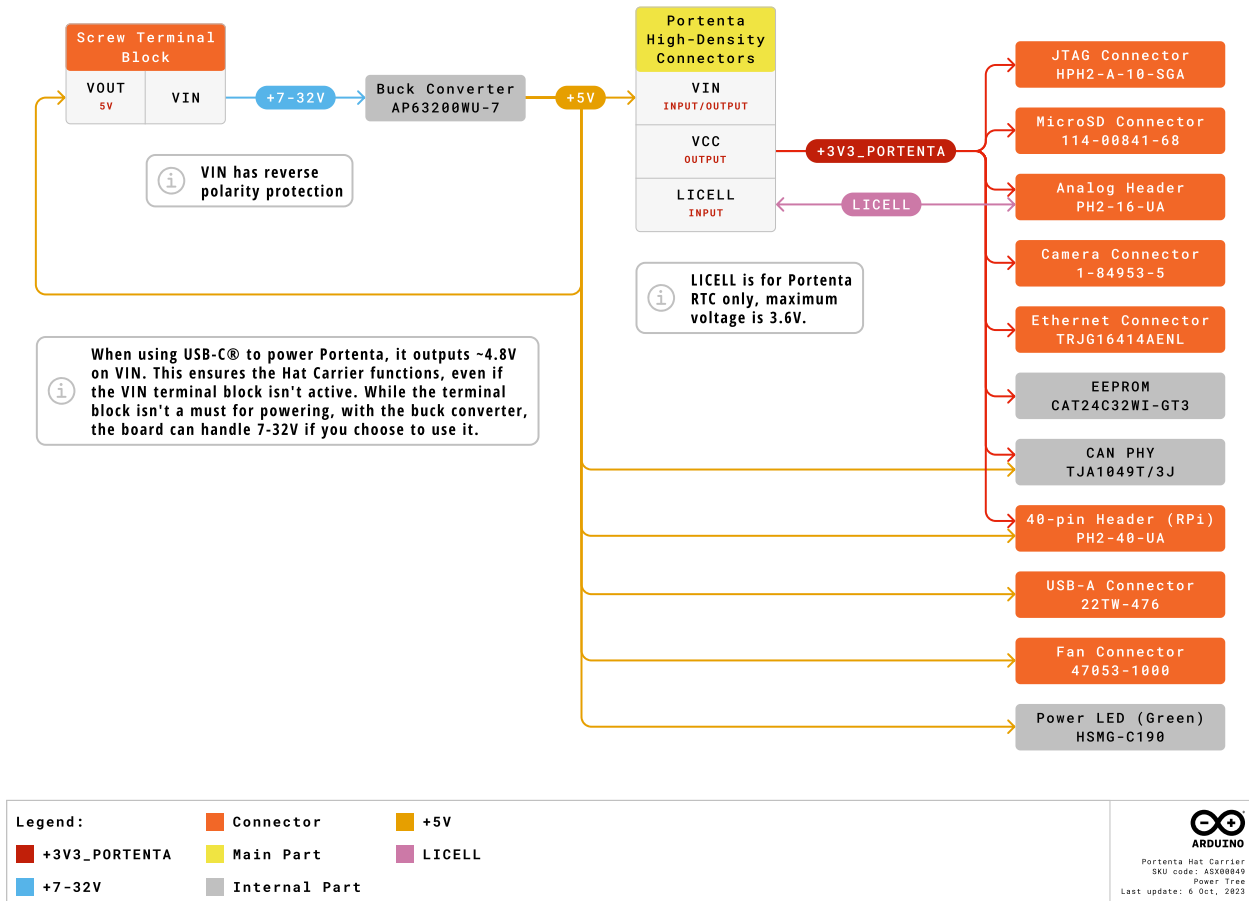 Screw Terminal
Block
VOUT
5V
VIN
+7-32V
Buck Converter
AP63200WU-7
+5V
Portenta
High-Density
Connectors
VIN
INPUT/OUTPUT
VCC
OUTPUT
LICELL
INPUT
+3V3_PORTENTA
LICELL
VIN has reverse
polarity protection
LICELL is for Portenta
RTC only, maximum
voltage is 3.6V.
When using USB-C® to power Portenta, it outputs ~4.8V
on VIN. This ensures the Hat Carrier functions, even if
the VIN terminal block isn't active. While the terminal
block isn't a must for powering, with the buck converter,
the board can handle 7-32V if you choose to use it.
JTAG Connector
HPH2-A-10-SGA
MicroSD Connector
114-00841-68
Analog Header
PH2-16-UA
Camera Connector
1-84953-5
Ethernet Connector
TRJG16414AENL
EEPROM
CAT24C32WI-GT3
CAN PHY
TJA1049T/3J
40-pin Header (RPi)
PH2-40-UA
USB-A Connector
22TW-476
Fan Connector
47053-1000
Power LED (Green)
HSMG-C190
Legend:
+3V3_PORTENTA
+7-32V
Connector
Main Part
Internal Part
+5V
LICELL
ARDUINO
Portenta Hat Carrier
SKU code: ASX00049
Power Tree
Last update: 6 Oct, 2023